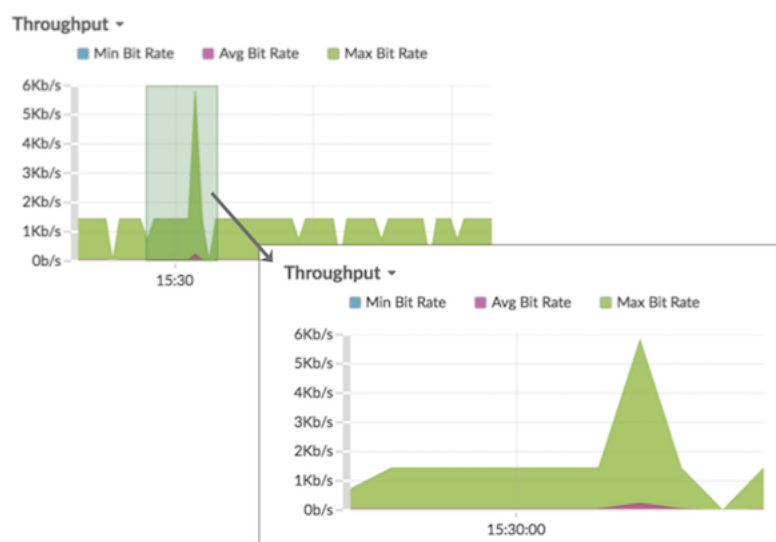 Throughput
Min Bit Rate Avg Bit Rate Max Bit Rate
6Kb/s
5Kb/s
4Kb/s
3Kb/s
2Kb/s
1Kb/s
0b/s
15:30
Throughput
Min Bit Rate Avg Bit Rate Max Bit Rate
6Kb/s
5Kb/s
4Kb/s
3Kb/s
2Kb/s
1Kb/s
0b/s
15:30:00